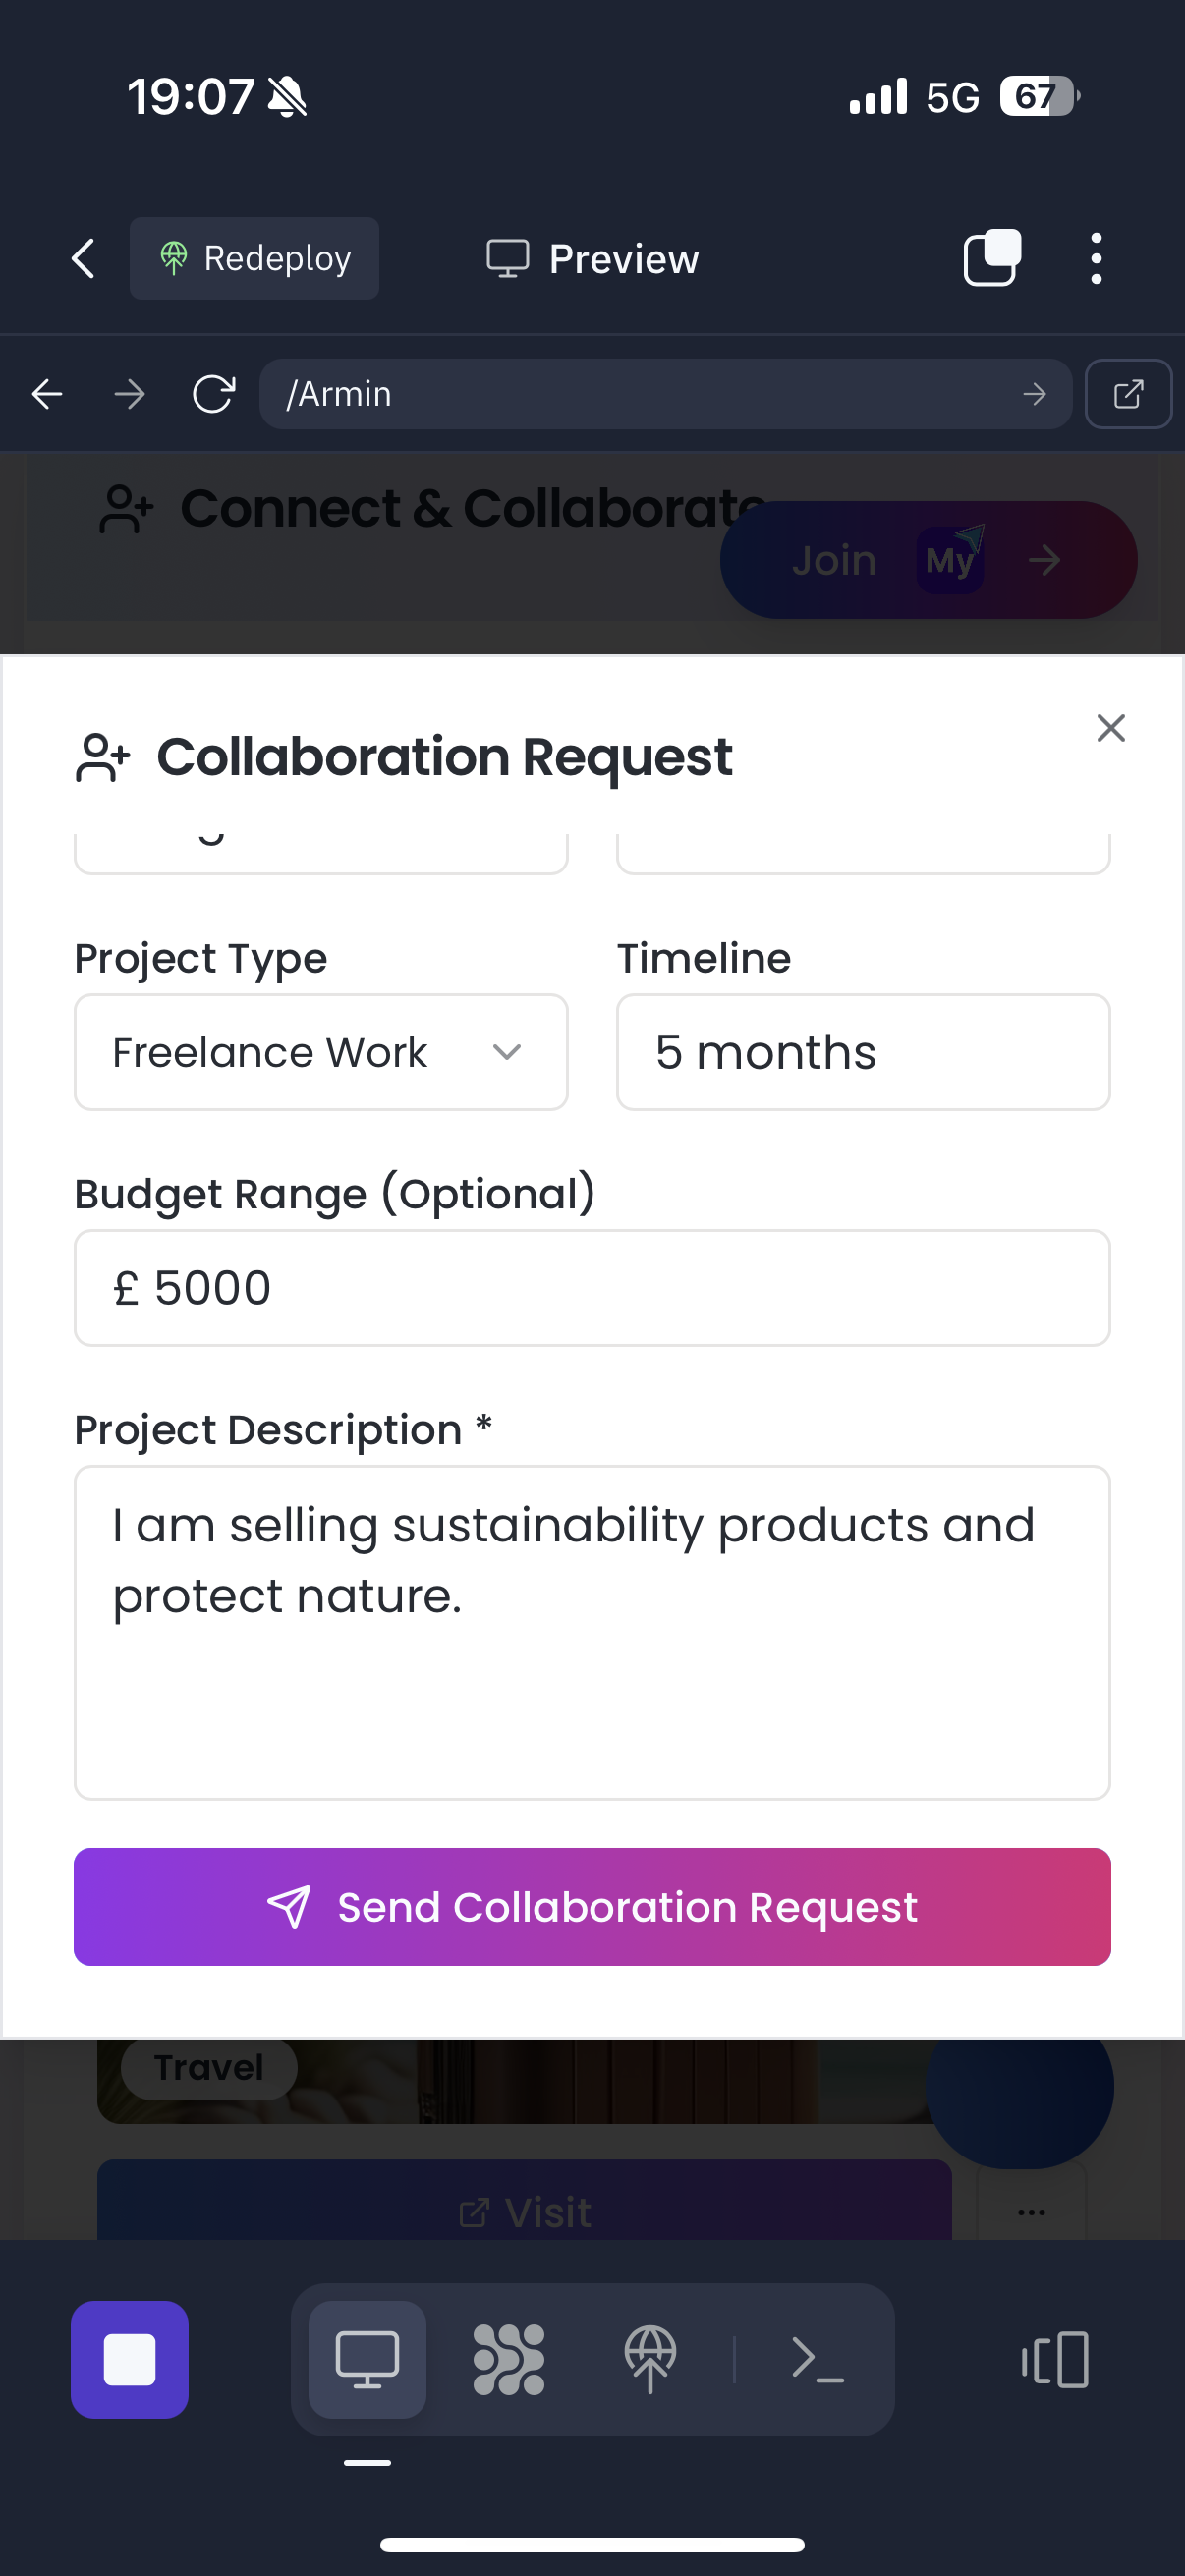 19:07
5G
67
Redeploy
Preview
/Armin
Connect & Collaborate
Join
My
Collaboration Request
Project Type
Timeline
Freelance Work
5 months
Budget Range (Optional)
£ 5000
Project Description *
I am selling sustainability products and
protect nature.
Send Collaboration Request
Travel
Visit
...